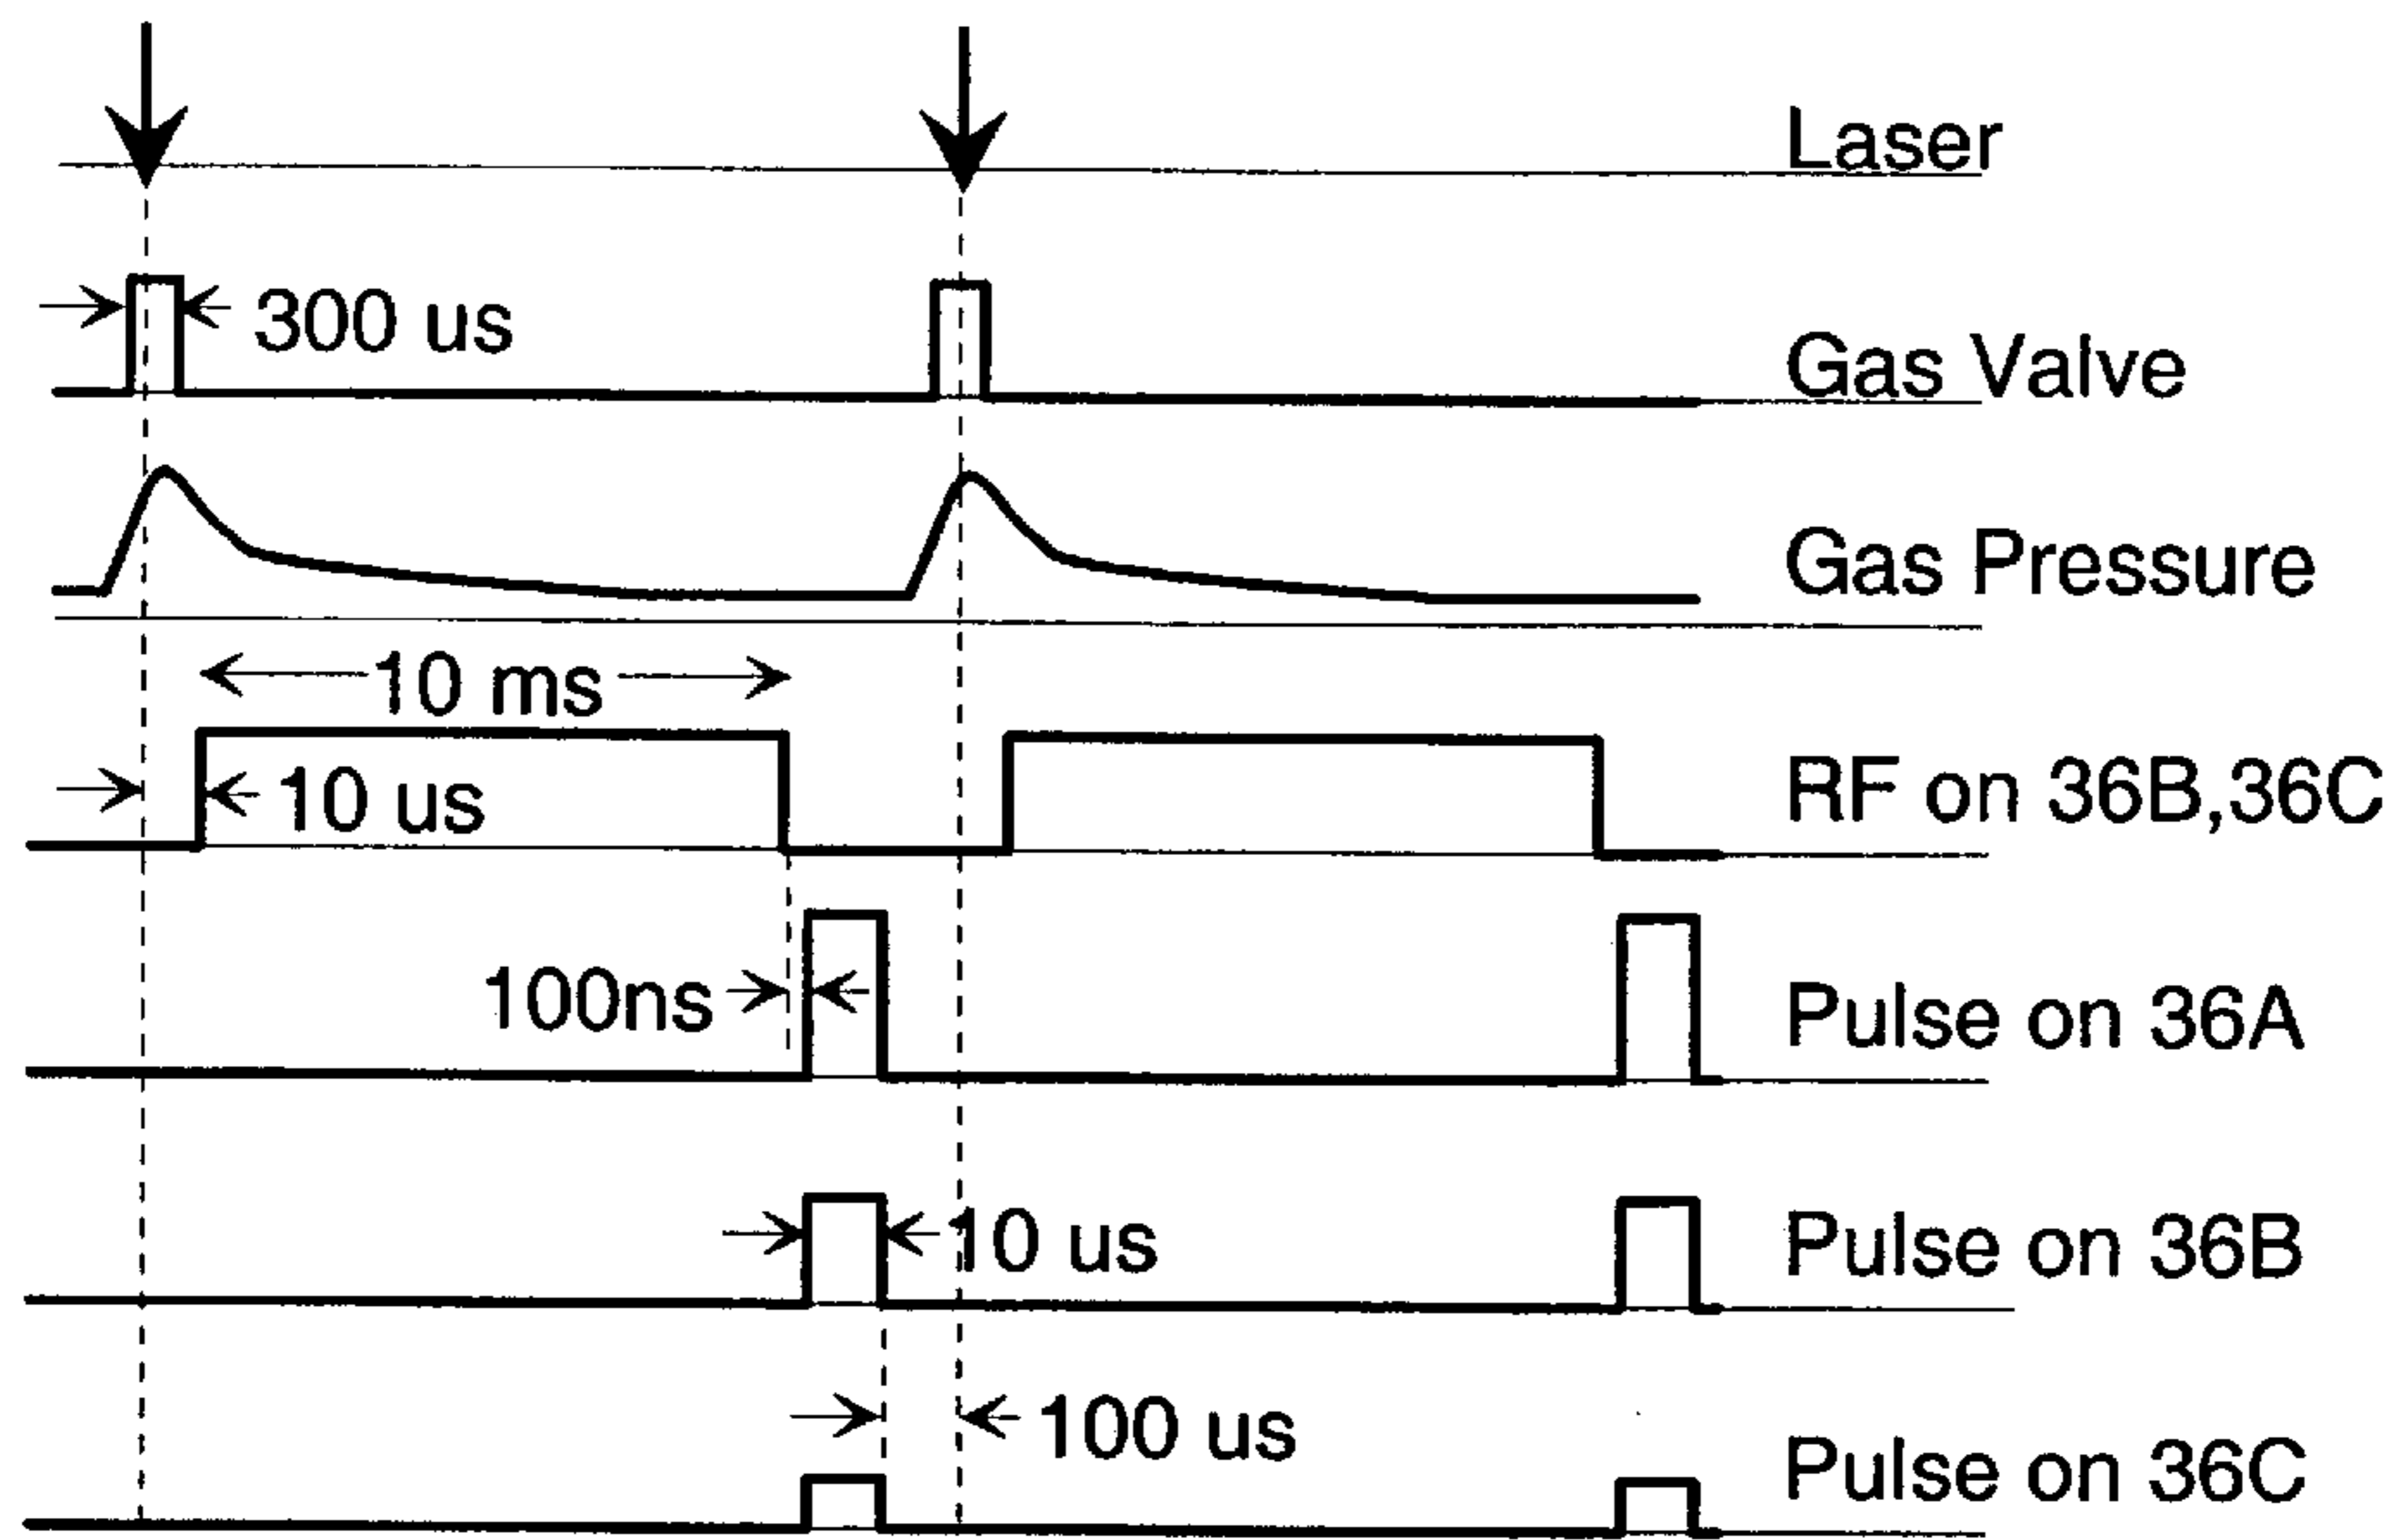 Laser
300 us
Gas Valve
Gas Pressure
10 ms
10 us
RF on 36B,36C
100ns
Pulse on 36A
10 us
Pulse on 36B
100 us
Pulse on 36C